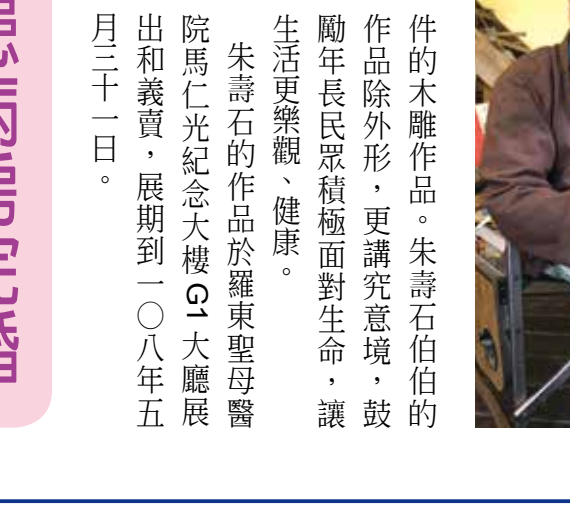 件的木雕作品。朱壽石伯伯的
作品除外形，更講究意境，鼓
勵年長民眾積極面對生命，讓
生活更樂觀、健康。
朱壽石的作品於羅東聖母醫
院馬仁光紀念大樓 G1 大廳展
出和義賣，展期到一○八年五
月三十一日。